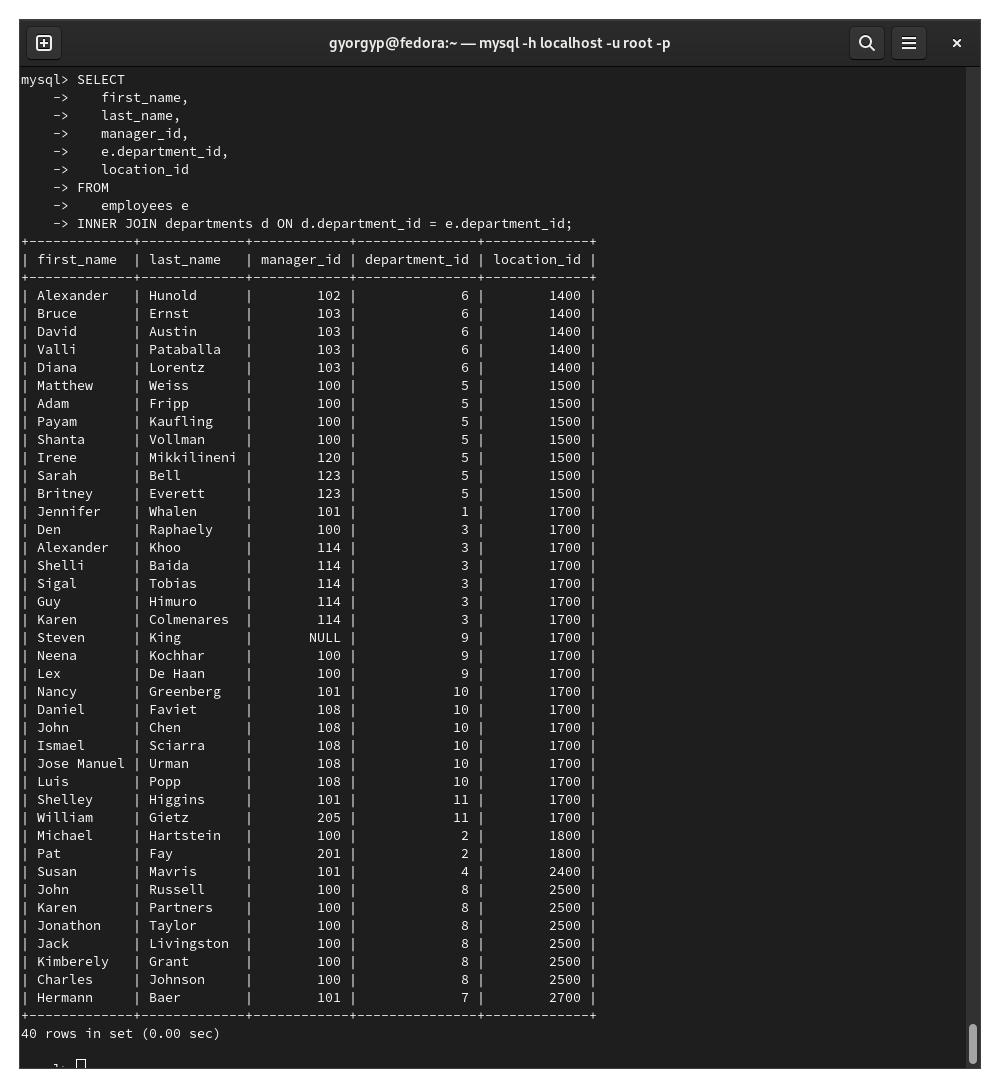 gyorgyp@fedora:~ — mysql -h localhost -u root -p
mysql> SELECT
    ->    first_name,
    ->    last_name,
    ->    manager_id,
    ->    e.department_id,
    ->    location_id
    -> FROM
    ->    employees e
    -> INNER JOIN departments d ON d.department_id = e.department_id;
+-------------+-------------+------------+---------------+-------------+
| first_name  | last_name   | manager_id | department_id | location_id |
+-------------+-------------+------------+---------------+-------------+
| Alexander   | Hunold      |        102 |             6 |        1400 |
| Bruce       | Ernst       |        103 |             6 |        1400 |
| David       | Austin      |        103 |             6 |        1400 |
| Valli       | Pataballa   |        103 |             6 |        1400 |
| Diana       | Lorentz     |        103 |             6 |        1400 |
| Matthew     | Weiss       |        100 |             5 |        1500 |
| Adam        | Fripp       |        100 |             5 |        1500 |
| Payam       | Kaufling    |        100 |             5 |        1500 |
| Shanta      | Vollman     |        100 |             5 |        1500 |
| Irene       | Mikkilineni |        120 |             5 |        1500 |
| Sarah       | Bell        |        123 |             5 |        1500 |
| Britney     | Everett     |        123 |             5 |        1500 |
| Jennifer    | Whalen      |        101 |             1 |        1700 |
| Den         | Raphaely    |        100 |             3 |        1700 |
| Alexander   | Khoo        |        114 |             3 |        1700 |
| Shelli      | Baida       |        114 |             3 |        1700 |
| Sigal       | Tobias      |        114 |             3 |        1700 |
| Guy         | Himuro      |        114 |             3 |        1700 |
| Karen       | Colmenares  |        114 |             3 |        1700 |
| Steven      | King        |       NULL |             9 |        1700 |
| Neena       | Kochhar     |        100 |             9 |        1700 |
| Lex         | De Haan     |        100 |             9 |        1700 |
| Nancy       | Greenberg   |        101 |            10 |        1700 |
| Daniel      | Faviet      |        108 |            10 |        1700 |
| John        | Chen        |        108 |            10 |        1700 |
| Ismael      | Sciarra     |        108 |            10 |        1700 |
| Jose Manuel | Urman       |        108 |            10 |        1700 |
| Luis        | Popp        |        108 |            10 |        1700 |
| Shelley     | Higgins     |        101 |            11 |        1700 |
| William     | Gietz       |        205 |            11 |        1700 |
| Michael     | Hartstein   |        100 |             2 |        1800 |
| Pat         | Fay         |        201 |             2 |        1800 |
| Susan       | Mavris      |        101 |             4 |        2400 |
| John        | Russell     |        100 |             8 |        2500 |
| Karen       | Partners    |        100 |             8 |        2500 |
| Jonathon    | Taylor      |        100 |             8 |        2500 |
| Jack        | Livingston  |        100 |             8 |        2500 |
| Kimberely   | Grant       |        100 |             8 |        2500 |
| Charles     | Johnson     |        100 |             8 |        2500 |
| Hermann     | Baer        |        101 |             7 |        2700 |
+-------------+-------------+------------+---------------+-------------+
40 rows in set (0.00 sec)